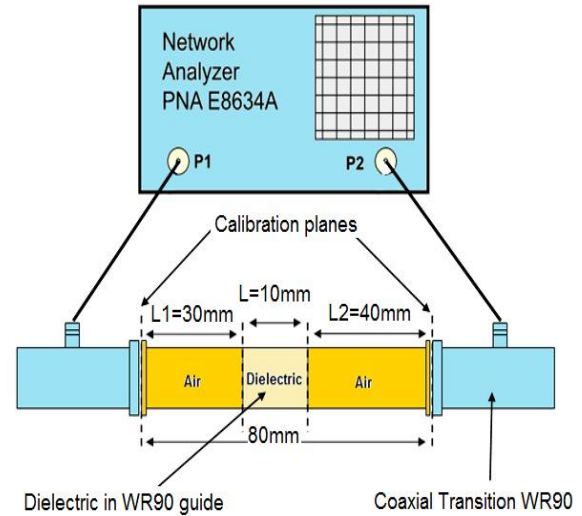 Network
Analyzer
PNA E8634A
P1
P2
Calibration planes
L=10mm
L1=30mm
L2=40mm
Air
Dielectric
Air
80mm
Dielectric in WR90 guide
Coaxial Transition WR90